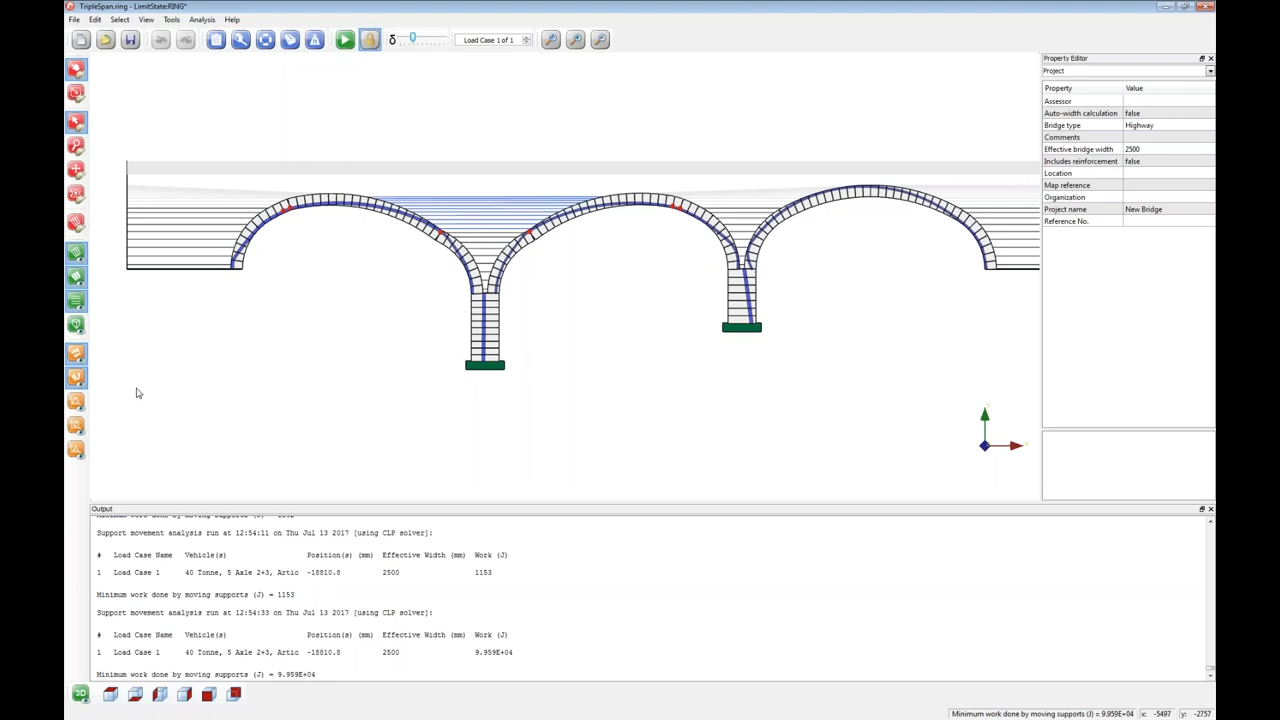 TripleSpan.ring - LimitState:RING*
File Edit Select View Tools Analysis Help
δ Load Case 1 of 1
Property Editor
Project
Property Value
Assessor
Auto-width calculation false
Bridge type Highway
Comments
Effective bridge width 2500
Includes reinforcement false
Location
Map reference
Organization
Project name New Bridge
Reference No.
Output
Support movement analysis run at 12:54:11 on Thu Jul 13 2017 [using CLP solver]:
# Load Case Name Vehicle(s) Position(s) (mm) Effective Width (mm) Work (J)
1 Load Case 1 40 Tonne, 5 Axle 2+3, Artic -18810.8 2500 1153
Minimum work done by moving supports (J) = 1153
Support movement analysis run at 12:54:33 on Thu Jul 13 2017 [using CLP solver]:
# Load Case Name Vehicle(s) Position(s) (mm) Effective Width (mm) Work (J)
1 Load Case 1 40 Tonne, 5 Axle 2+3, Artic -18810.8 2500 9.959E+04
Minimum work done by moving supports (J) = 9.959E+04
3D
Minimum work done by moving supports (J) = 9.959E+04 x: -5497 y: -2757